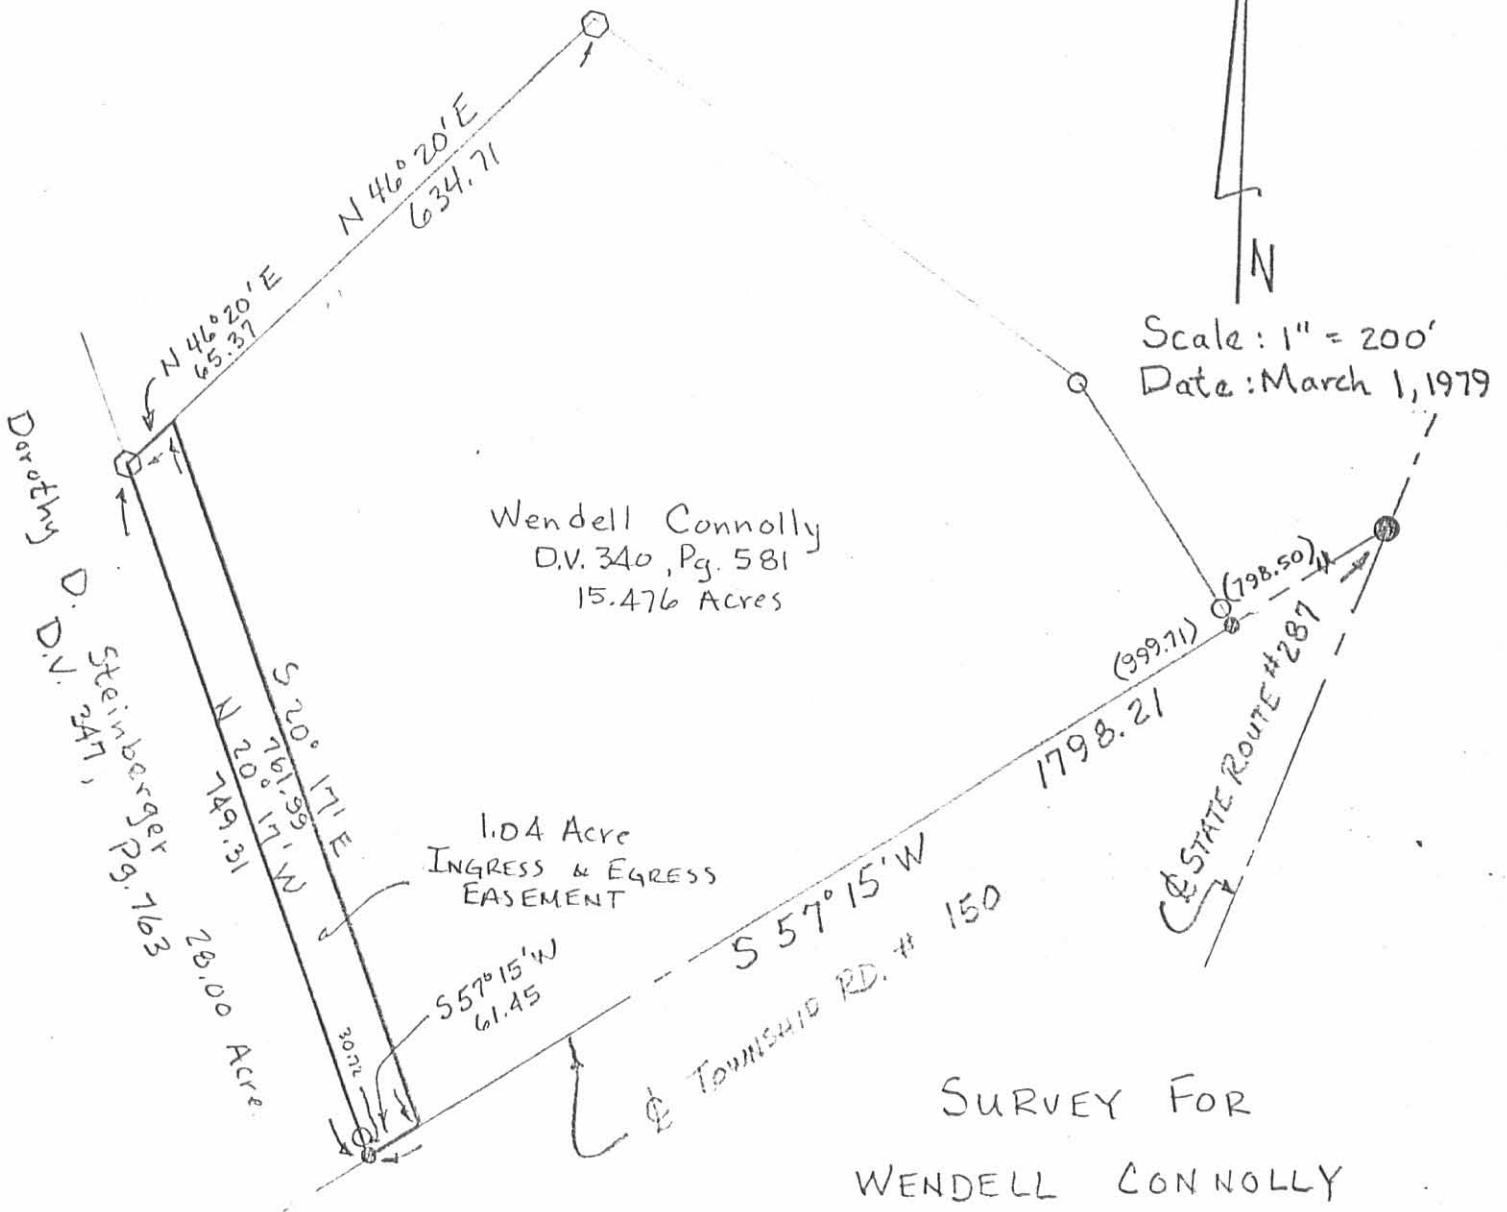 N 46° 20' E
634.71
N 46° 20' E
65.37
N
Scale: 1" = 200'
Date: March 1, 1979
Wendell Connolly
D.V. 340, Pg. 581
15.476 Acres
(798.50)
(999.71)
1798.21
℄ STATE ROUTE #287
Dorothy D. Steinberger
D.V. 247, Pg. 763
28.00 Acre
S 20° 17' E
761.99
N 20° 17' W
749.31
1.04 Acre
INGRESS & EGRESS
EASEMENT
S 57° 15' W
61.45
30.72
S 57° 15' W
℄ TOWNSHIP RD. # 150
SURVEY FOR
WENDELL CONNOLLY